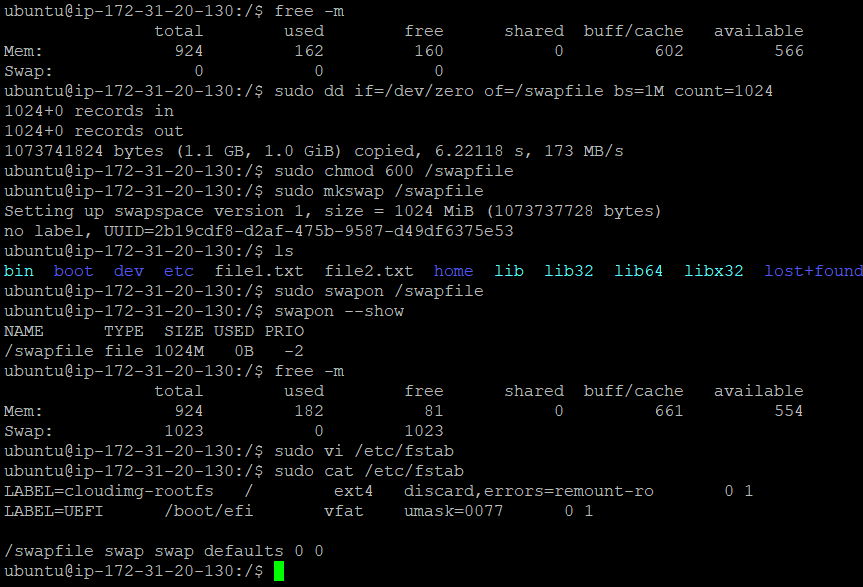 ubuntu@ip-172-31-20-130:/$ free -m
total used free shared buff/cache available
Mem: 924 162 160 0 602 566
Swap: 0 0 0
ubuntu@ip-172-31-20-130:/$ sudo dd if=/dev/zero of=/swapfile bs=1M count=1024
1024+0 records in
1024+0 records out
1073741824 bytes (1.1 GB, 1.0 GiB) copied, 6.22118 s, 173 MB/s
ubuntu@ip-172-31-20-130:/$ sudo chmod 600 /swapfile
ubuntu@ip-172-31-20-130:/$ sudo mkswap /swapfile
Setting up swapspace version 1, size = 1024 MiB (1073737728 bytes)
no label, UUID=2b19cdf8-d2af-475b-9587-d49df6375e53
ubuntu@ip-172-31-20-130:/$ ls
bin boot dev etc file1.txt file2.txt home lib lib32 lib64 libx32 lost+found
ubuntu@ip-172-31-20-130:/$ sudo swapon /swapfile
ubuntu@ip-172-31-20-130:/$ swapon --show
NAME TYPE SIZE USED PRIO
/swapfile file 1024M 0B -2
ubuntu@ip-172-31-20-130:/$ free -m
total used free shared buff/cache available
Mem: 924 182 81 0 661 554
Swap: 1023 0 1023
ubuntu@ip-172-31-20-130:/$ sudo vi /etc/fstab
ubuntu@ip-172-31-20-130:/$ sudo cat /etc/fstab
LABEL=cloudimg-rootfs / ext4 discard,errors=remount-ro 0 1
LABEL=UEFI /boot/efi vfat umask=0077 0 1
/swapfile swap swap defaults 0 0
ubuntu@ip-172-31-20-130:/$